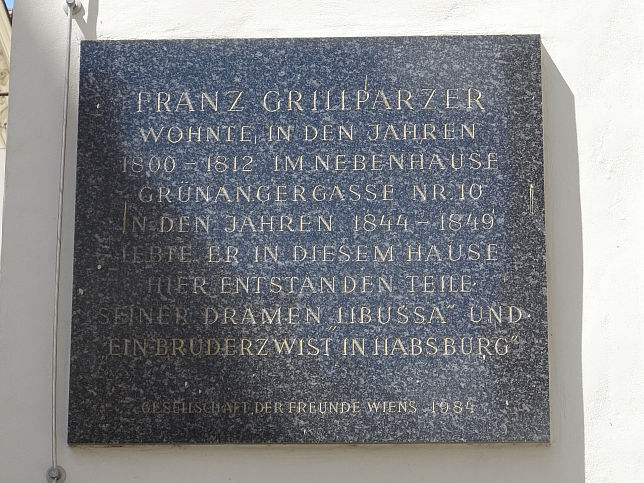 FRANZ GRILLPARZER
WOHNTE IN DEN JAHREN
1800 – 1812 IM NEBENHAUSE
GRÜNANGERGASSE NR. 10
IN DEN JAHREN 1844 – 1849
LEBTE ER IN DIESEM HAUSE
HIER ENTSTANDEN TEILE
SEINER DRAMEN „LIBUSSA“ UND
„EIN BRUDERZWIST IN HABSBURG“
GESELLSCHAFT DER FREUNDE WIENS 1984